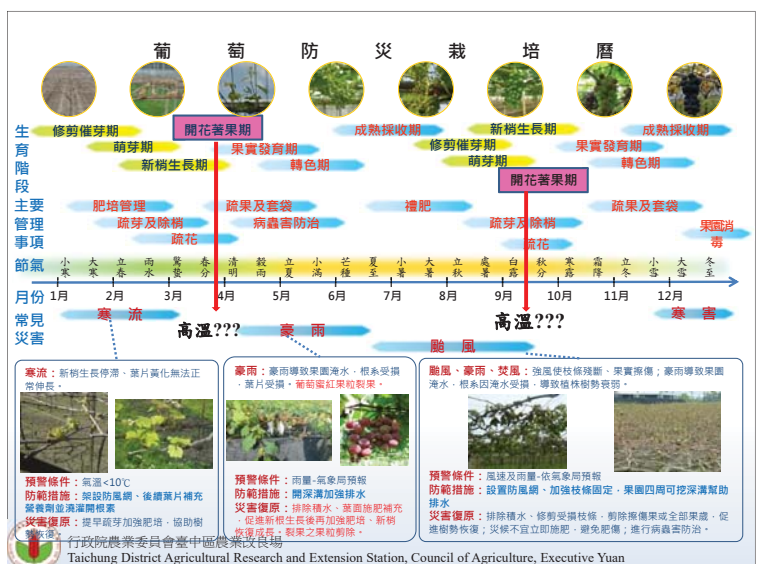 葡萄防災栽培曆
生育階段
修剪催芽期
萌芽期
新梢生長期
開花著果期
果實發育期
成熟採收期
轉色期
新梢生長期
修剪催芽期
萌芽期
開花著果期
成熟採收期
果實發育期
轉色期
主要管理事項
肥培管理
疏芽及除梢
疏花
疏果及套袋
病蟲害防治
禮肥
疏芽及除梢
疏花
疏果及套袋
果園消毒
節氣 小寒 大寒 立春 雨水 驚蟄 春分 清明 穀雨 立夏 小滿 芒種 夏至 小暑 大暑 立秋 處暑 白露 秋分 寒露 霜降 立冬 小雪 大雪 冬至
月份 1月 2月 3月 4月 5月 6月 7月 8月 9月 10月 11月 12月
常見災害
寒流
高溫???
豪雨
颱風
高溫???
寒害
寒流：新梢生長停滯、葉片黃化無法正
常伸長。
預警條件：氣溫<10℃
防範措施：架設防風網、後續葉片補充
營養劑並澆灌開根素
災害復原：提早疏芽加強肥培，協助樹
勢恢復。
豪雨：豪雨導致果園淹水，根系受損
，葉片受損。葡萄蜜紅果粒裂果。
預警條件：雨量-氣象局預報
防範措施：開深溝加強排水
災害復原：排除積水、葉面施肥補充
，促進新根生長後再加強肥培、新梢
恢復成長。裂果之果粒剪除。
颱風、豪雨、焚風：強風使枝條殘斷、果實擦傷；豪雨導致果園
淹水，根系因淹水受損，導致植株樹勢衰弱。
預警條件：風速及雨量-依氣象局預報
防範措施：設置防風網、加強枝條固定，果園四周可挖深溝幫助
排水
災害復原：排除積水、修剪受損枝條，剪除擦傷果或全部果歲，促
進樹勢恢復；災候不宜立即施肥，避免肥傷；進行病蟲害防治。
行政院農業委員會臺中區農業改良場
Taichung District Agricultural Research and Extension Station, Council of Agriculture, Executive Yuan